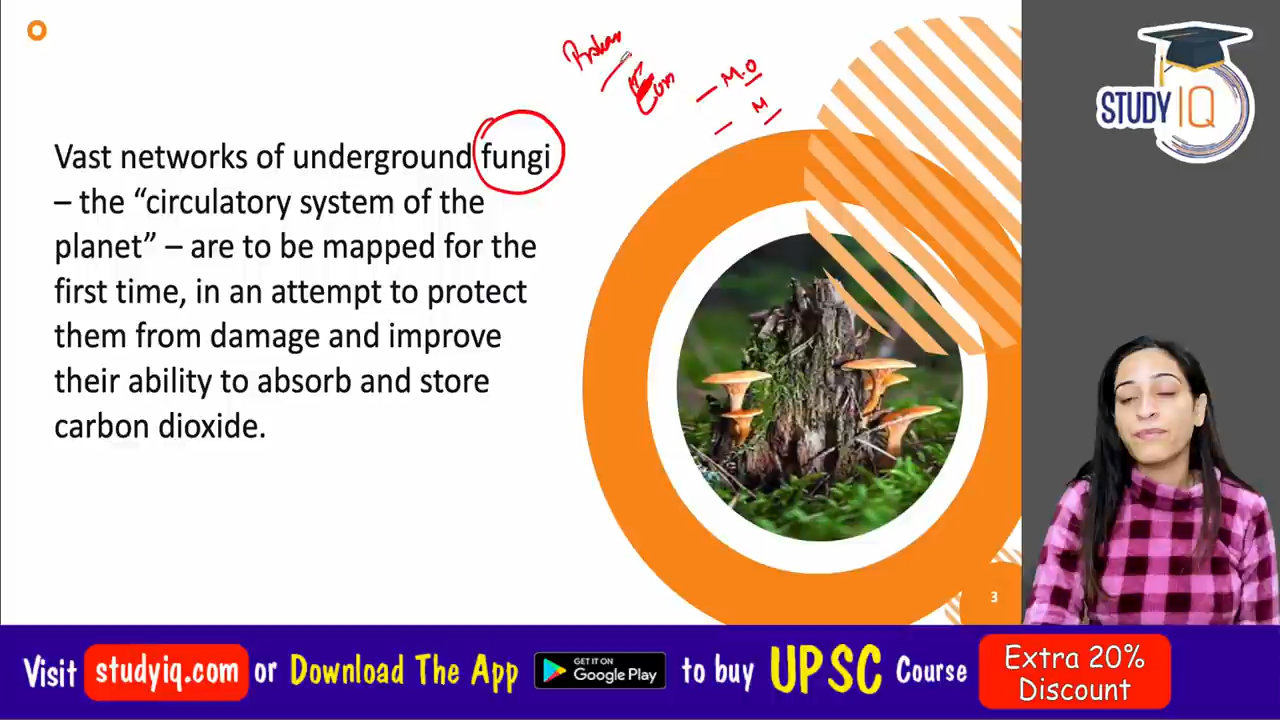 M.O
M
STUDY IQ
Vast networks of underground fungi
– the “circulatory system of the
planet” – are to be mapped for the
first time, in an attempt to protect
them from damage and improve
their ability to absorb and store
carbon dioxide.
3
Visit studyiq.com or Download The App GET IT ON Google Play to buy UPSC Course Extra 20% Discount